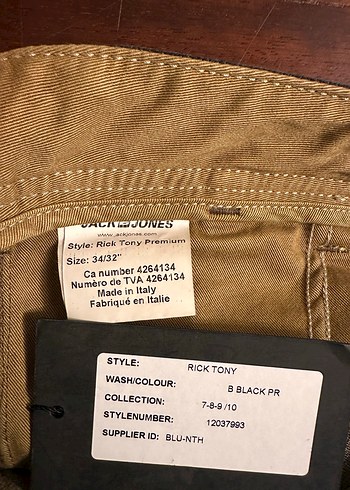 JACK & JONES
www.jackjones.com
Style: Rick Tony Premium
Size: 34/32"
Ca number 4264134
Numèro de TVA 4264134
Made in Italy
Fabriqué en Italie
STYLE: RICK TONY
WASH/COLOUR: B BLACK PR
COLLECTION: 7-8-9 /10
STYLENUMBER: 12037993
SUPPLIER ID: BLU-NTH